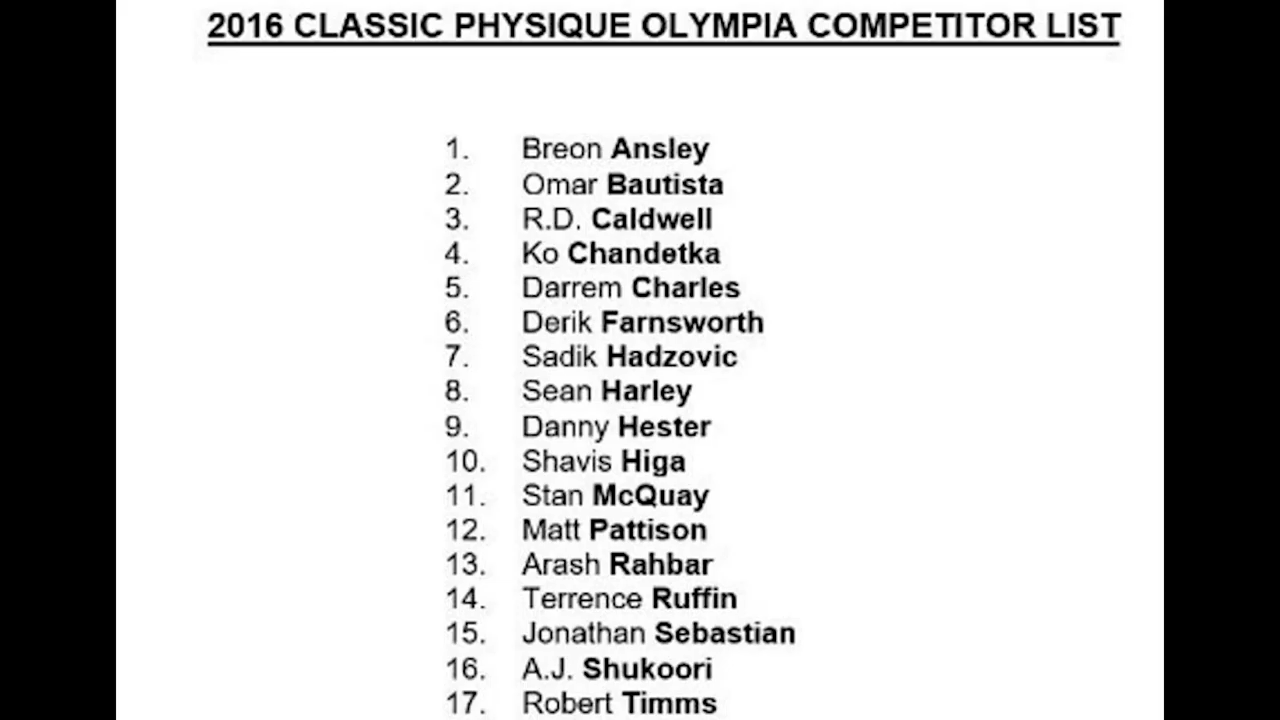 2016 CLASSIC PHYSIQUE OLYMPIA COMPETITOR LIST
1. Breon Ansley
2. Omar Bautista
3. R.D. Caldwell
4. Ko Chandetka
5. Darrem Charles
6. Derik Farnsworth
7. Sadik Hadzovic
8. Sean Harley
9. Danny Hester
10. Shavis Higa
11. Stan McQuay
12. Matt Pattison
13. Arash Rahbar
14. Terrence Ruffin
15. Jonathan Sebastian
16. A.J. Shukoori
17. Robert Timms